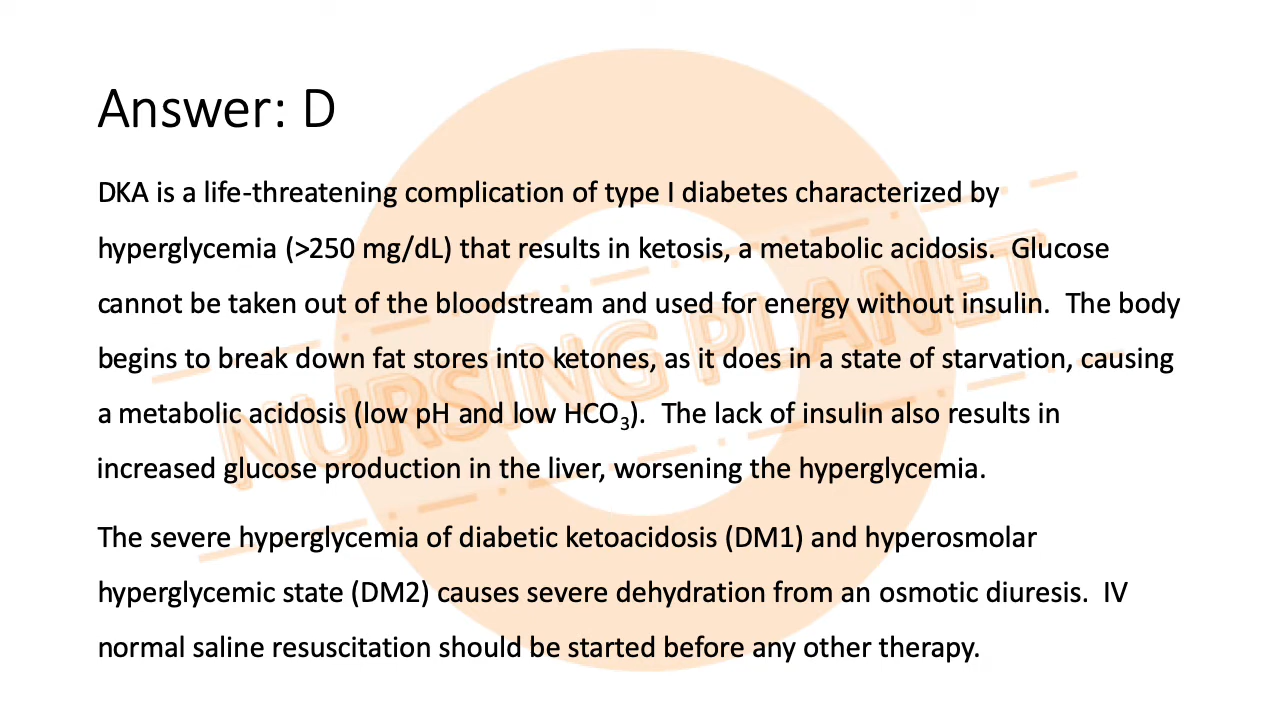 Answer: D
DKA is a life-threatening complication of type I diabetes characterized by
hyperglycemia (>250 mg/dL) that results in ketosis, a metabolic acidosis.  Glucose
cannot be taken out of the bloodstream and used for energy without insulin.  The body
begins to break down fat stores into ketones, as it does in a state of starvation, causing
a metabolic acidosis (low pH and low HCO₃).  The lack of insulin also results in
increased glucose production in the liver, worsening the hyperglycemia.
The severe hyperglycemia of diabetic ketoacidosis (DM1) and hyperosmolar
hyperglycemic state (DM2) causes severe dehydration from an osmotic diuresis.  IV
normal saline resuscitation should be started before any other therapy.
NURSING PLANET